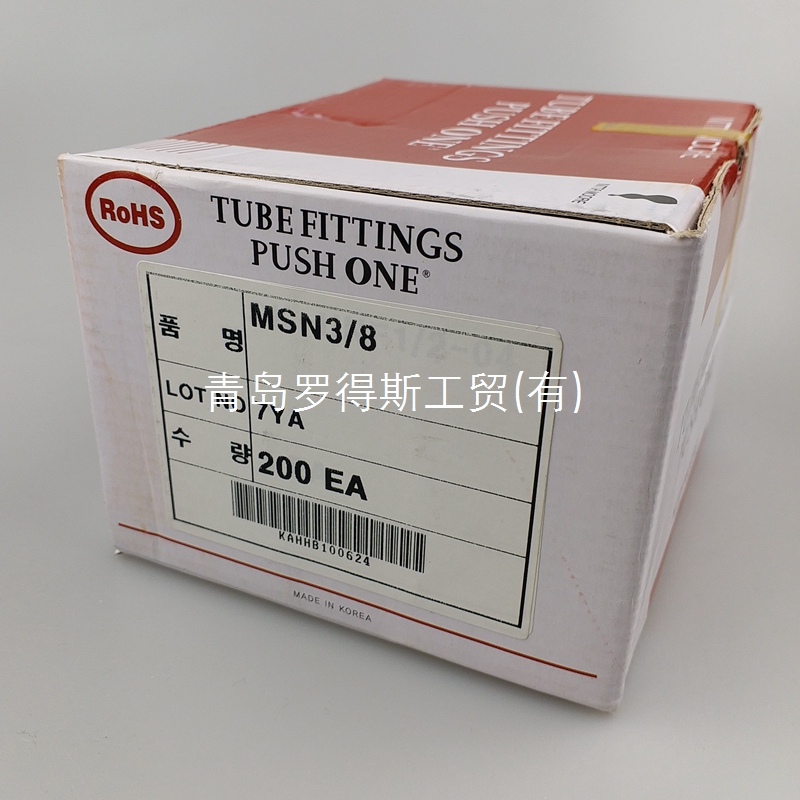 RoHS
TUBE FITTINGS
PUSH ONE®
TUBE FITTINGS
PUSH ONE
품 명 MSN3/8
LOT NO 7YA
수 량 200 EA
KAHHB100624
MADE IN KOREA
青岛罗得斯工贸(有)